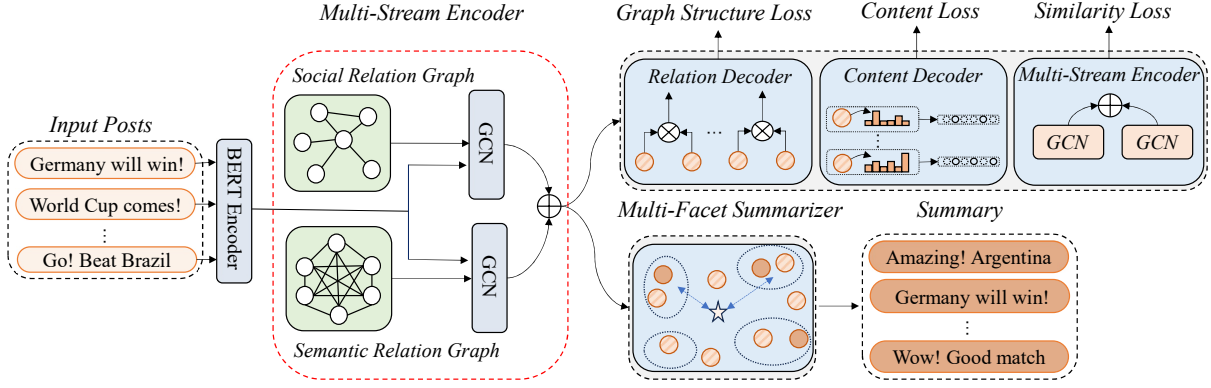 Multi-Stream Encoder
Graph Structure Loss
Content Loss
Similarity Loss
Input Posts
Germany will win!
World Cup comes!
⋮
Go! Beat Brazil
BERT Encoder
Social Relation Graph
GCN
Semantic Relation Graph
GCN
Relation Decoder
...
Content Decoder
⋮
Multi-Stream Encoder
GCN
GCN
Multi-Facet Summarizer
Summary
Amazing! Argentina
Germany will win!
⋮
Wow! Good match